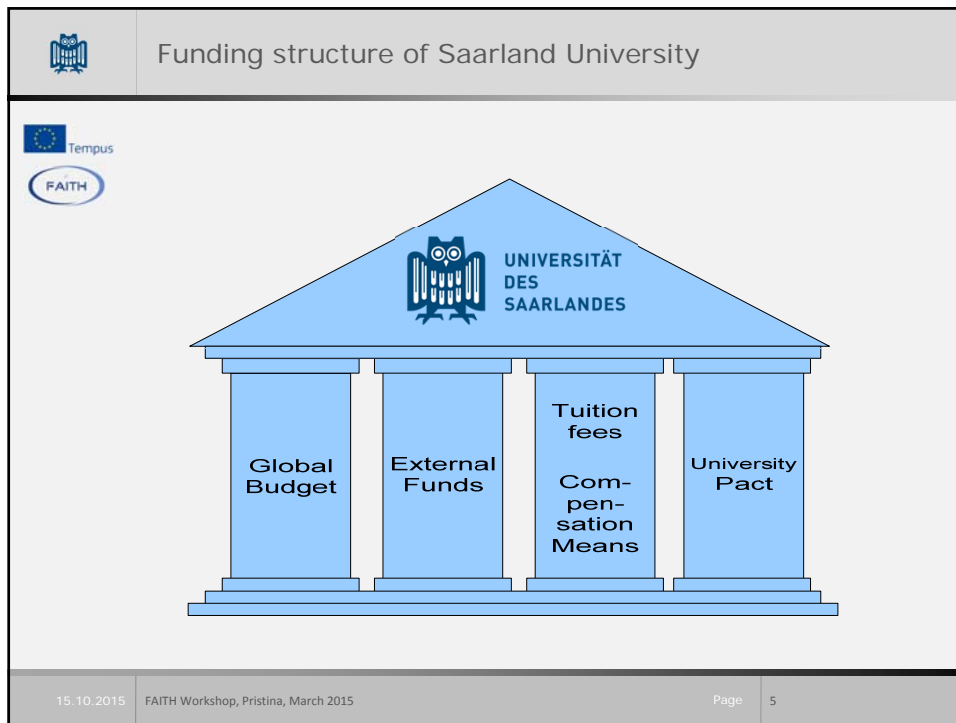 Funding structure of Saarland University
Tempus
FAITH
UNIVERSITÄT
DES
SAARLANDES
Global
Budget
External
Funds
Tuition
fees
Com-
pen-
sation
Means
University
Pact
15.10.2015
FAITH Workshop, Pristina, March 2015
Page
5